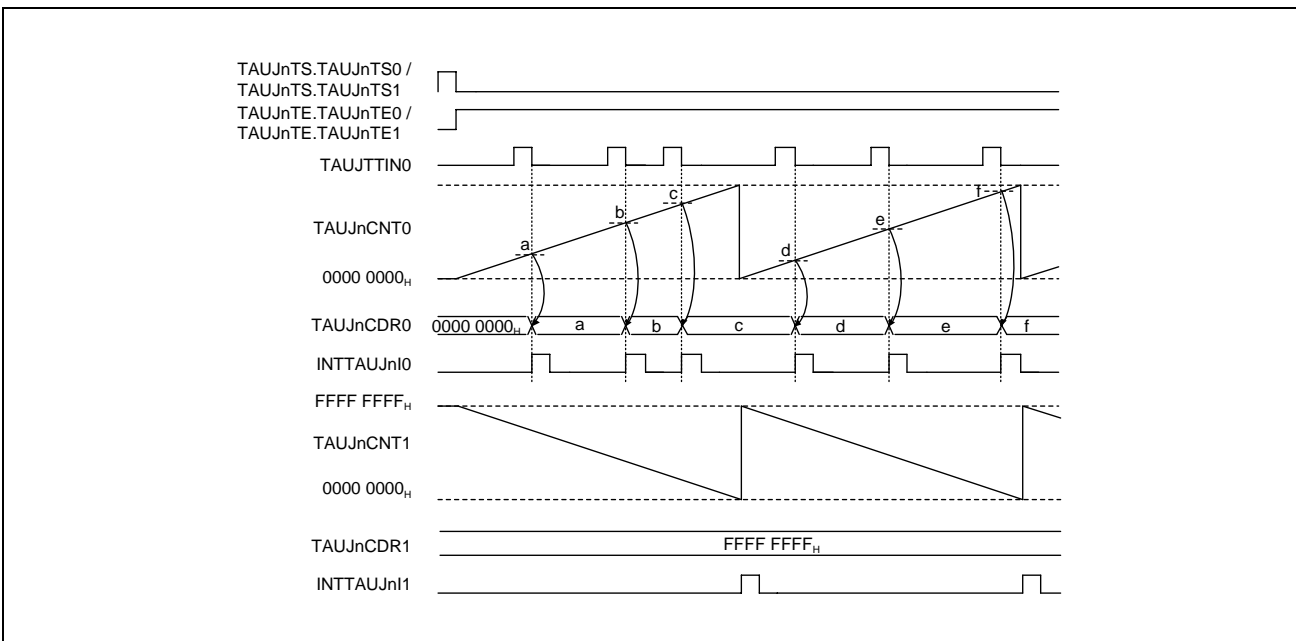 TAUJnTS.TAUJnTS0 /
TAUJnTS.TAUJnTS1
TAUJnTE.TAUJnTE0 /
TAUJnTE.TAUJnTE1
TAUJTTIN0
TAUJnCNT0
a
b
c
d
e
f
0000 0000H
TAUJnCDR0
0000 0000H
a
b
c
d
e
f
INTTAUJnI0
FFFF FFFFH
TAUJnCNT1
0000 0000H
TAUJnCDR1
FFFF FFFFH
INTTAUJnI1